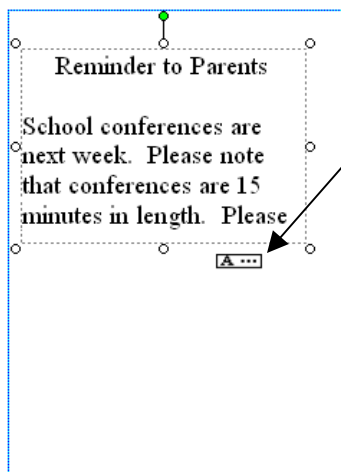 Reminder to Parents
School conferences are
next week.  Please note
that conferences are 15
minutes in length.  Please
A ...